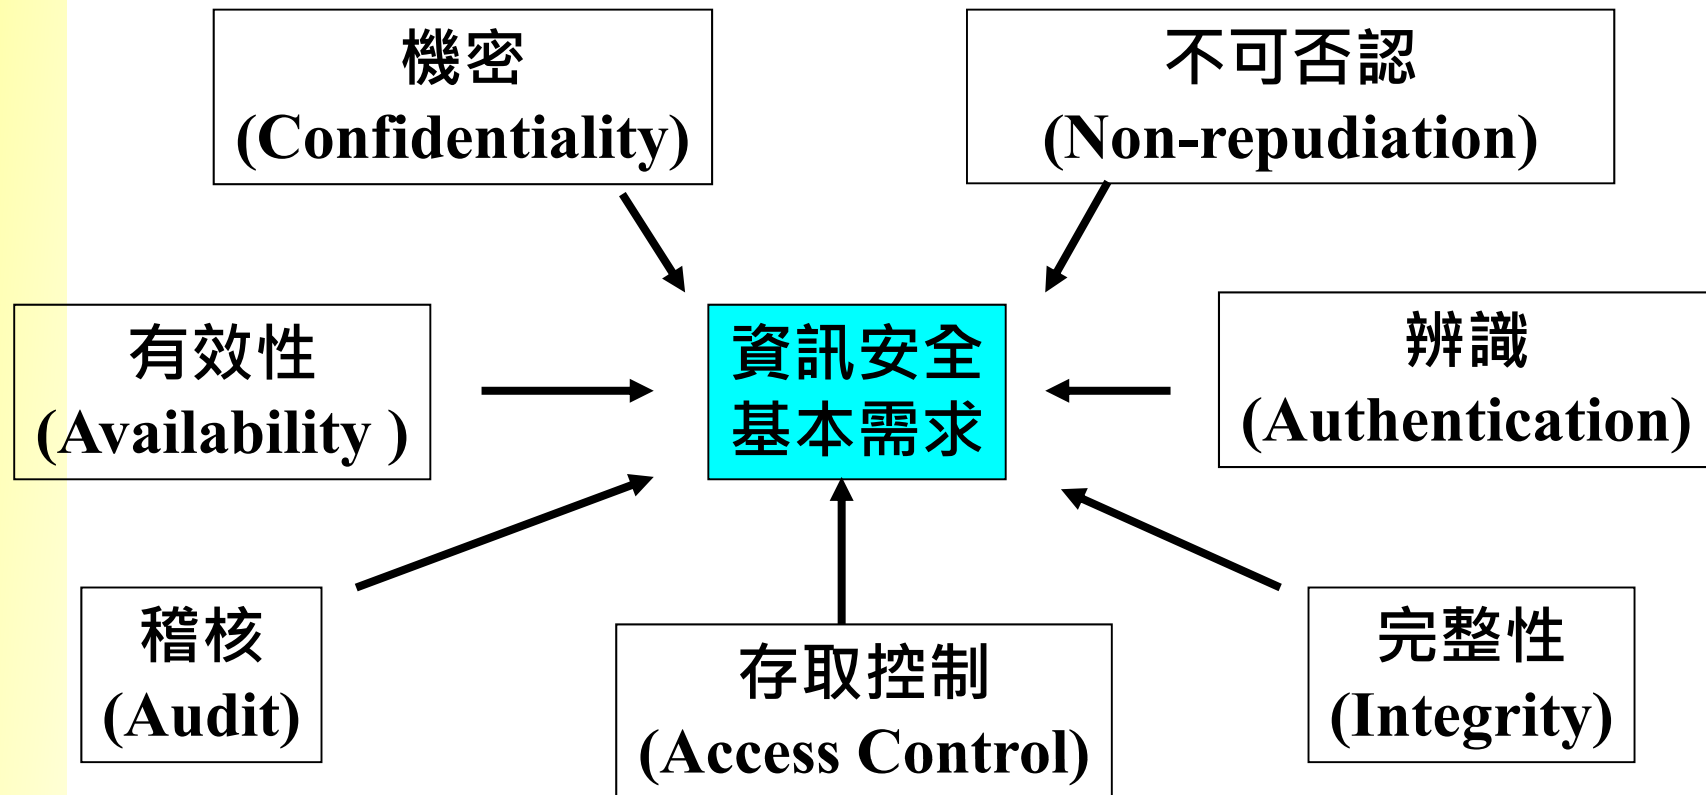 機密
(Confidentiality)
不可否認
(Non-repudiation)
有效性
(Availability )
資訊安全
基本需求
辨識
(Authentication)
稽核
(Audit)
存取控制
(Access Control)
完整性
(Integrity)